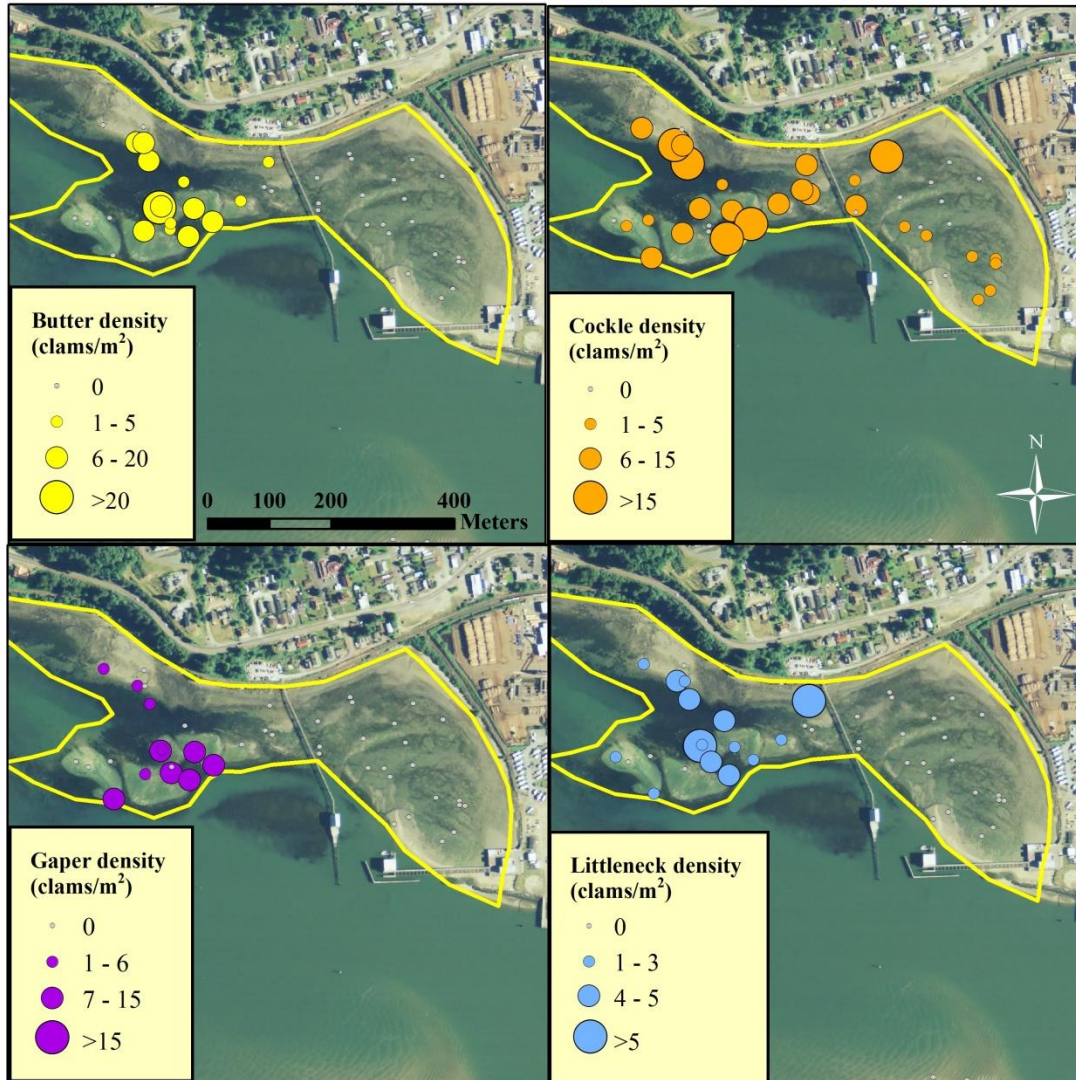 Butter density
(clams/m²)
0
1 - 5
6 - 20
>20
0 100 200 400
Meters
Cockle density
(clams/m²)
0
1 - 5
6 - 15
>15
N
Gaper density
(clams/m²)
0
1 - 6
7 - 15
>15
Littleneck density
(clams/m²)
0
1 - 3
4 - 5
>5